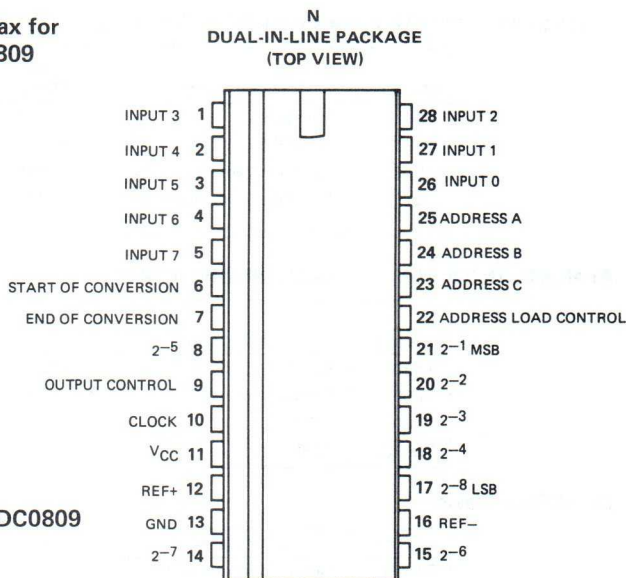 ax for
809
N
DUAL-IN-LINE PACKAGE
(TOP VIEW)
INPUT 3 1
INPUT 4 2
INPUT 5 3
INPUT 6 4
INPUT 7 5
START OF CONVERSION 6
END OF CONVERSION 7
2−5 8
OUTPUT CONTROL 9
CLOCK 10
VCC 11
REF+ 12
GND 13
2−7 14
28 INPUT 2
27 INPUT 1
26 INPUT 0
25 ADDRESS A
24 ADDRESS B
23 ADDRESS C
22 ADDRESS LOAD CONTROL
21 2−1 MSB
20 2−2
19 2−3
18 2−4
17 2−8 LSB
16 REF−
15 2−6
DC0809